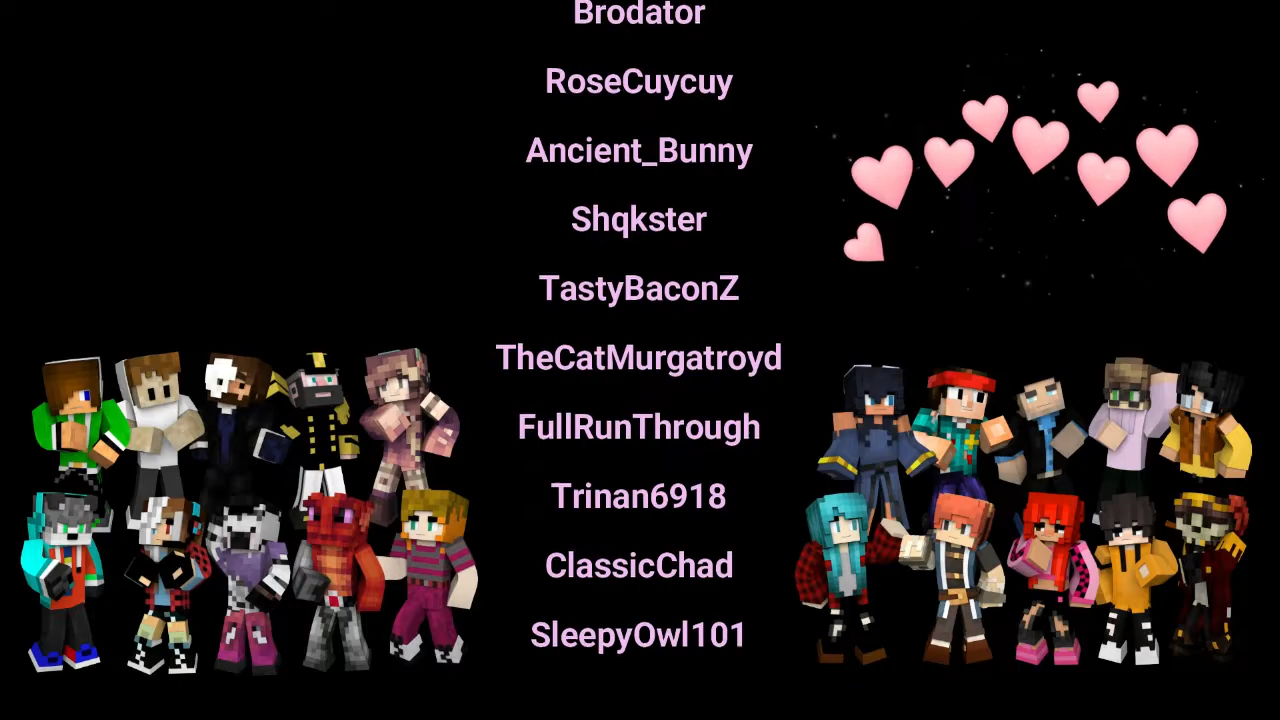 Brodator
RoseCuycuy
Ancient_Bunny
Shqkster
TastyBaconZ
TheCatMurgatroyd
FullRunThrough
Trinan6918
ClassicChad
SleepyOwl101